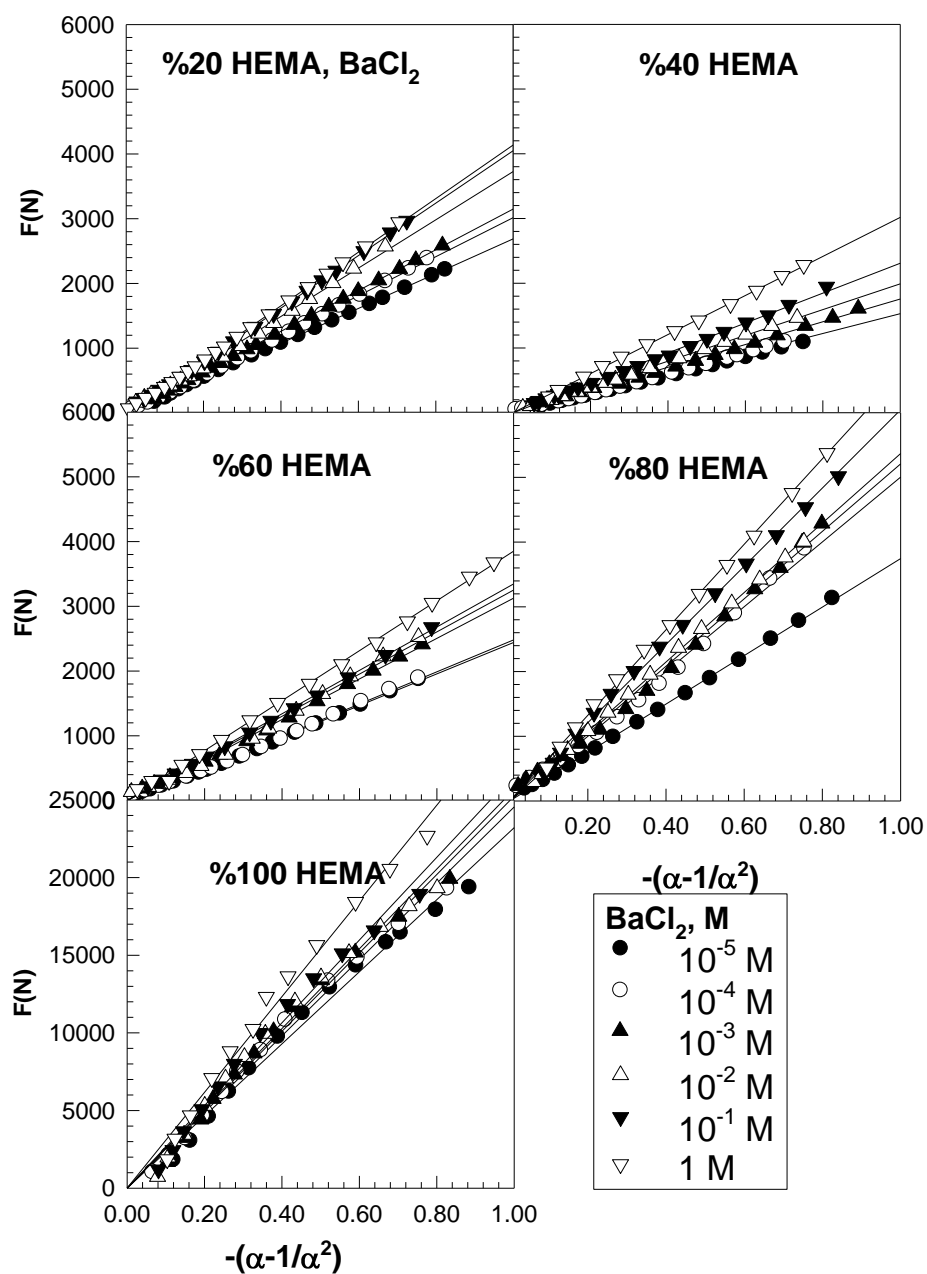 6000
5000
4000
3000
2000
1000
0
F(N)
%20 HEMA, BaCl₂
%40 HEMA
6000
5000
4000
3000
2000
1000
0
F(N)
%60 HEMA
%80 HEMA
0.20 0.40 0.60 0.80 1.00
-(α-1/α²)
25000
20000
15000
10000
5000
0
F(N)
%100 HEMA
0.00 0.20 0.40 0.60 0.80 1.00
-(α-1/α²)
BaCl₂, M
10⁻⁵ M
10⁻⁴ M
10⁻³ M
10⁻² M
10⁻¹ M
1 M